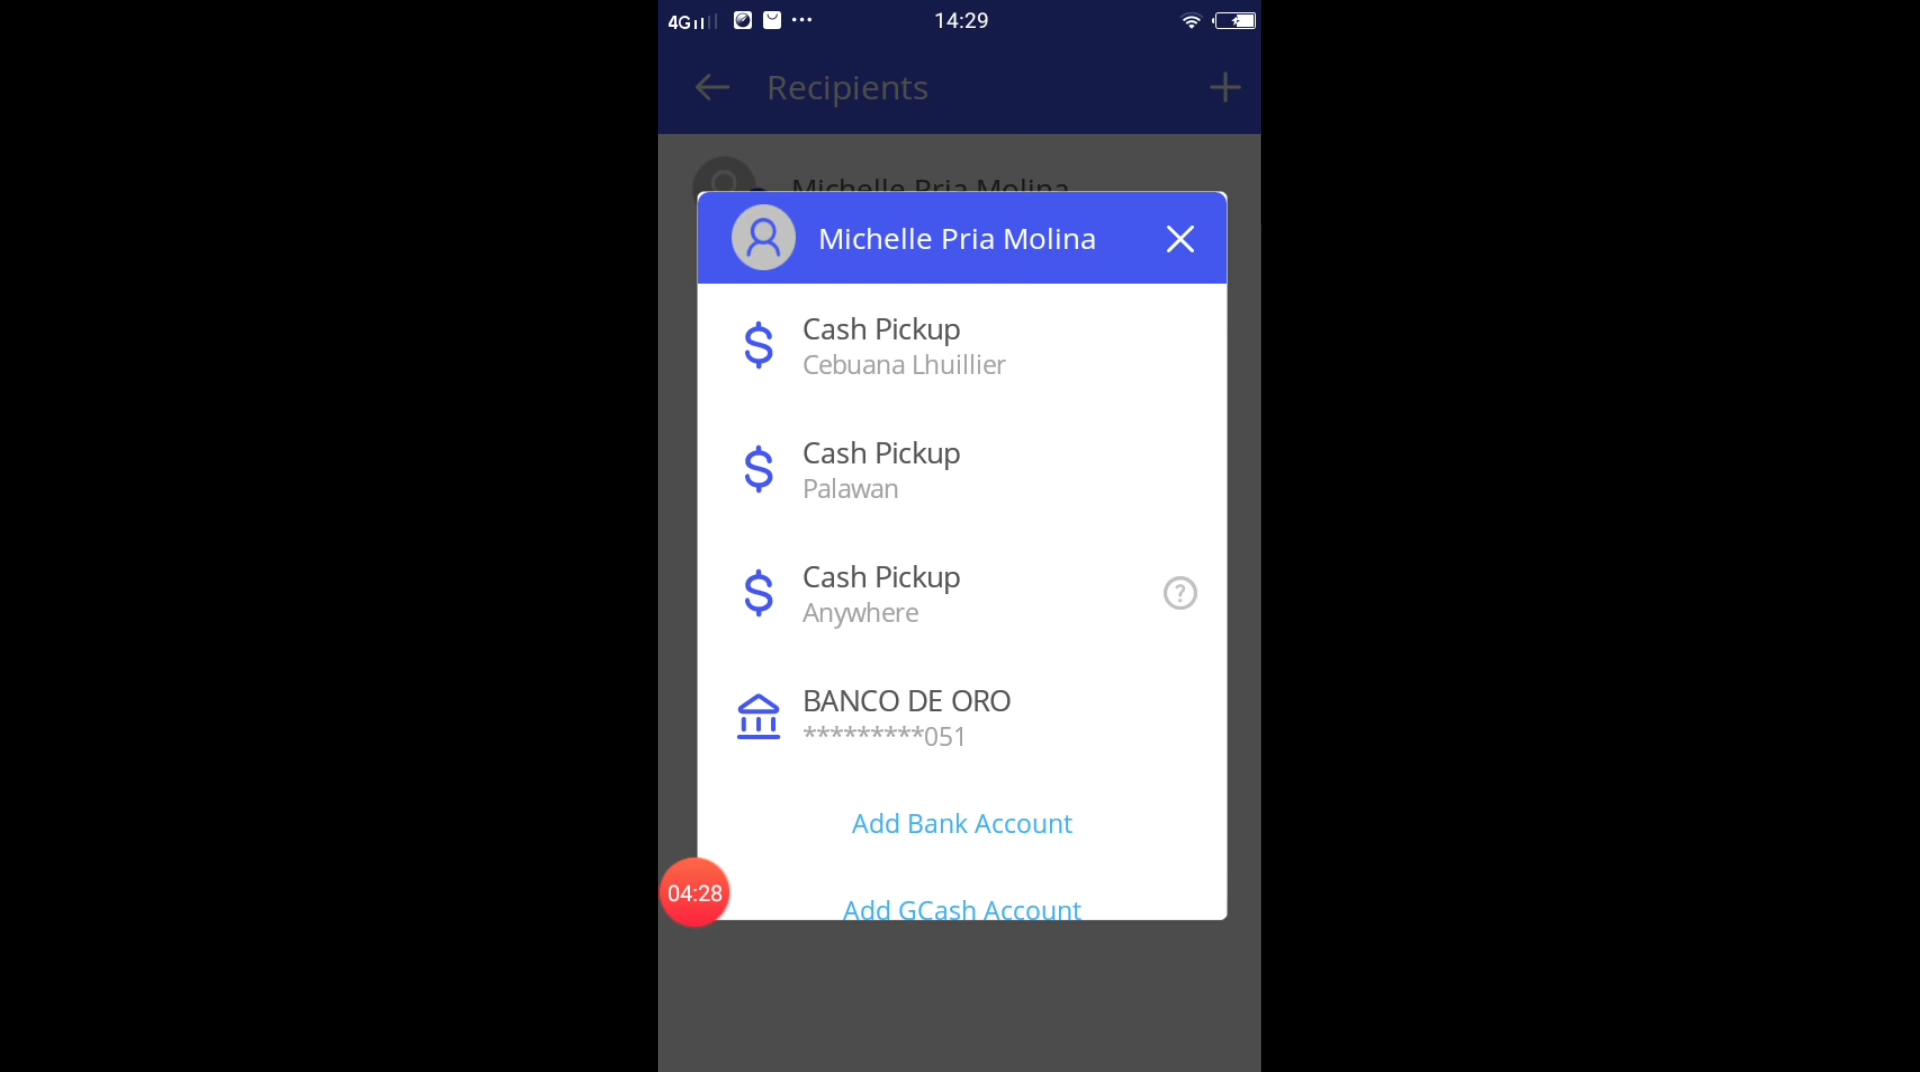 4G 14:29
Recipients
Michelle Pria Molina
Michelle Pria Molina
Cash Pickup
Cebuana Lhuillier
Cash Pickup
Palawan
Cash Pickup
Anywhere
?
BANCO DE ORO
*********051
Add Bank Account
04:28
Add GCash Account